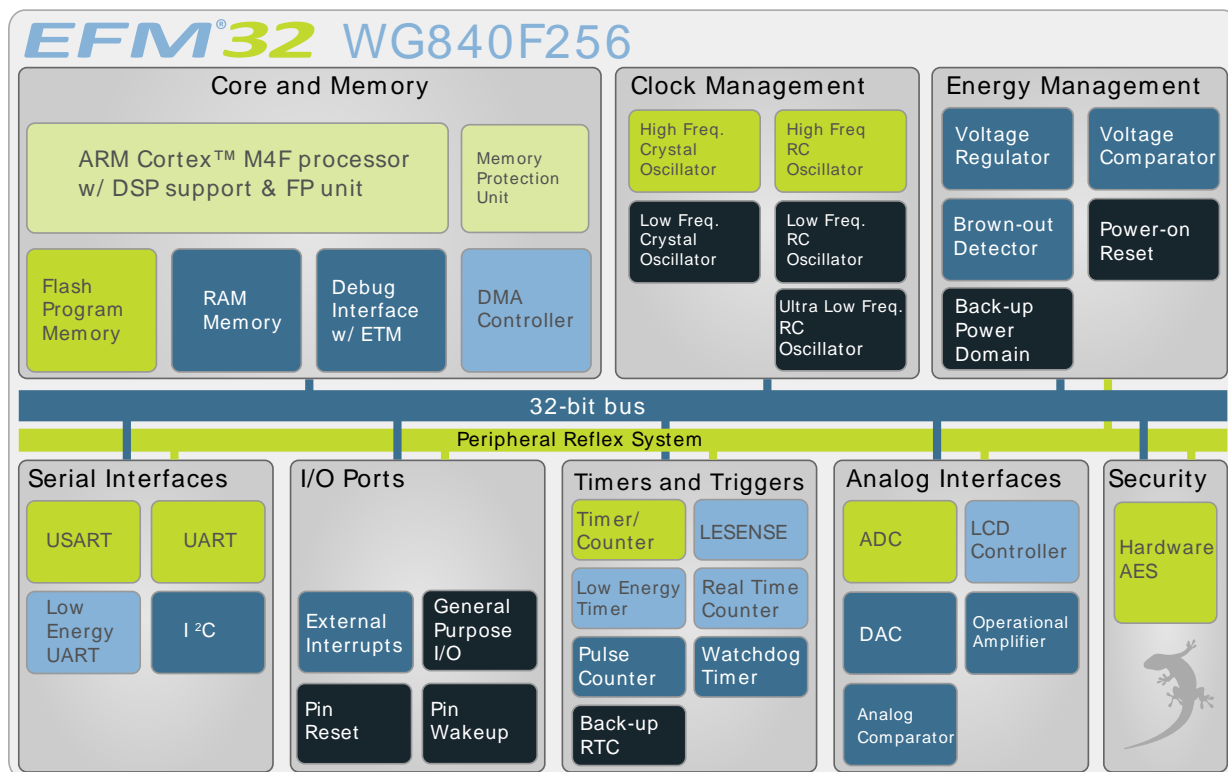 EFM®32 WG840F256
Core and Memory
ARM Cortex™ M4F processor
w/ DSP support & FP unit
Memory
Protection
Unit
Flash
Program
Memory
RAM
Memory
Debug
Interface
w/ ETM
DMA
Controller
Clock Management
High Freq.
Crystal
Oscillator
High Freq
RC
Oscillator
Low Freq.
Crystal
Oscillator
Low Freq.
RC
Oscillator
Ultra Low Freq.
RC
Oscillator
Energy Management
Voltage
Regulator
Voltage
Comparator
Brown-out
Detector
Power-on
Reset
Back-up
Power
Domain
32-bit bus
Peripheral Reflex System
Serial Interfaces
USART
UART
Low
Energy
UART
I²C
I/O Ports
External
Interrupts
General
Purpose
I/O
Pin
Reset
Pin
Wakeup
Timers and Triggers
Timer/
Counter
LESENSE
Low Energy
Timer
Real Time
Counter
Pulse
Counter
Watchdog
Timer
Back-up
RTC
Analog Interfaces
ADC
LCD
Controller
DAC
Operational
Amplifier
Analog
Comparator
Security
Hardware
AES